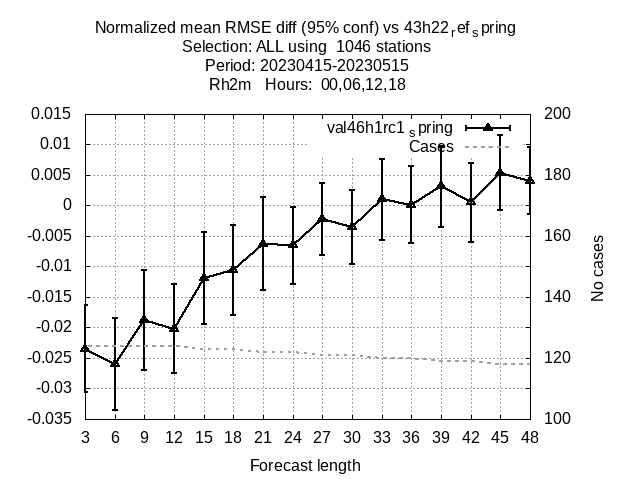 Normalized mean RMSE diff (95% conf) vs 43h22refspring
Selection: ALL using  1046 stations
Period: 20230415-20230515
Rh2m   Hours:  00,06,12,18
0.015
0.01
0.005
0
-0.005
-0.01
-0.015
-0.02
-0.025
-0.03
-0.035
200
180
160
140
120
100
No cases
val46h1rc1spring
Cases
3 6 9 12 15 18 21 24 27 30 33 36 39 42 45 48
Forecast length